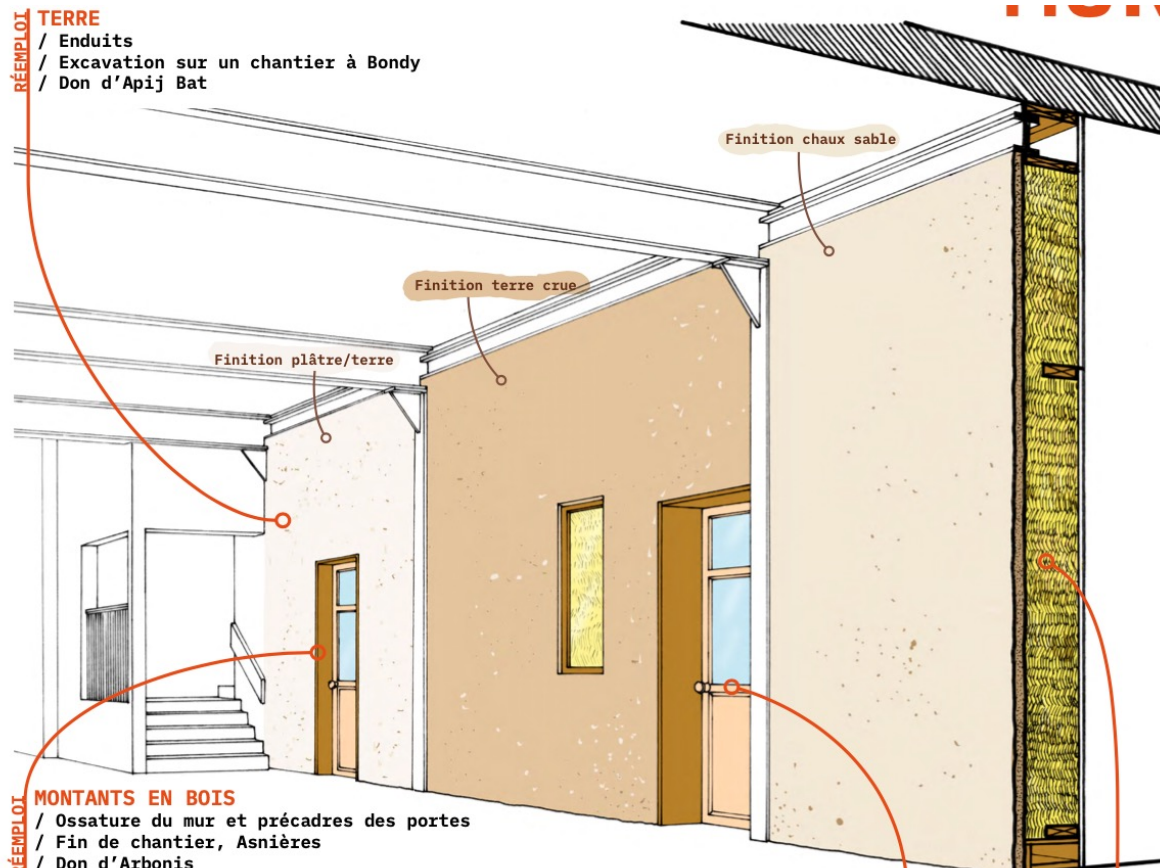 RÉEMPLOI
TERRE
/ Enduits
/ Excavation sur un chantier à Bondy
/ Don d’Apij Bat
Finition chaux sable
Finition terre crue
Finition plâtre/terre
RÉEMPLOI
MONTANTS EN BOIS
/ Ossature du mur et précadres des portes
/ Fin de chantier, Asnières
/ Don d’Arbonis